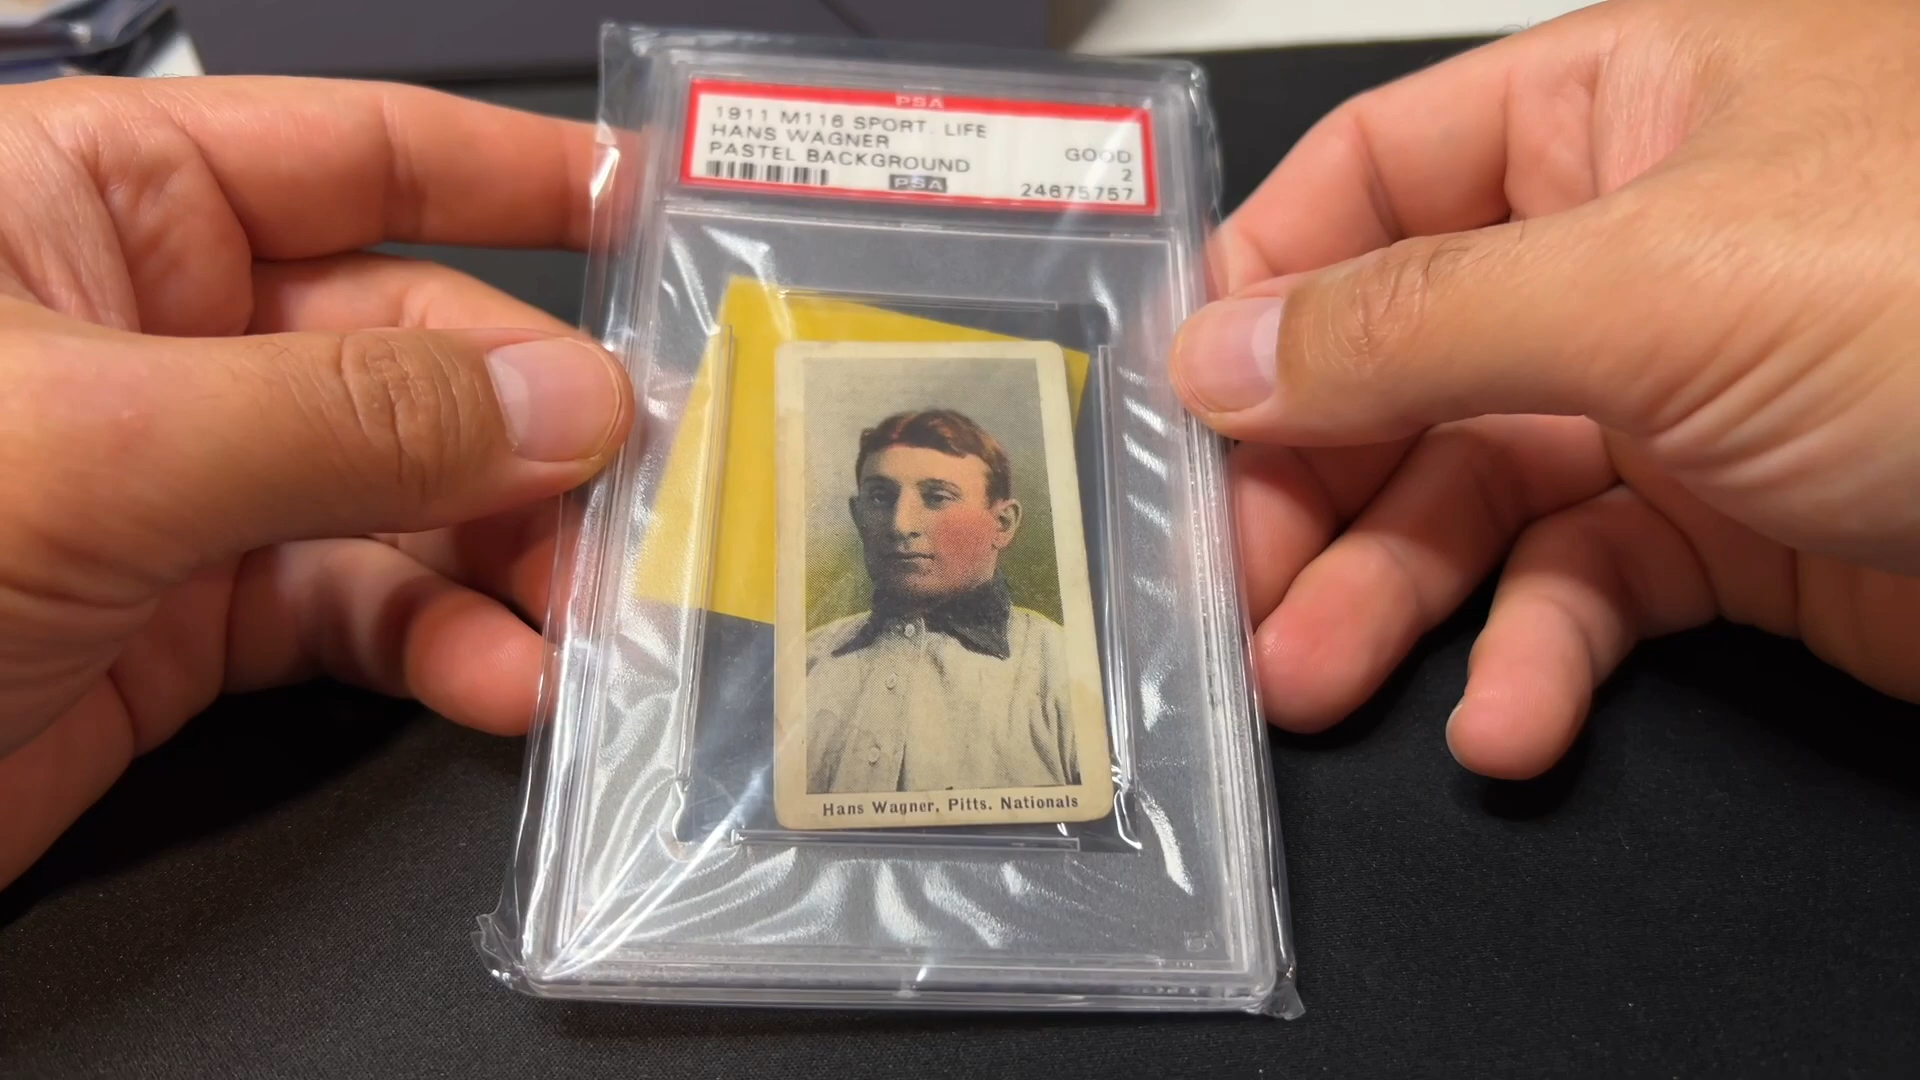 PSA
1911 M116 SPORT. LIFE
HANS WAGNER
PASTEL BACKGROUND
GOOD
2
PSA
24675757
Hans Wagner, Pitts. Nationals